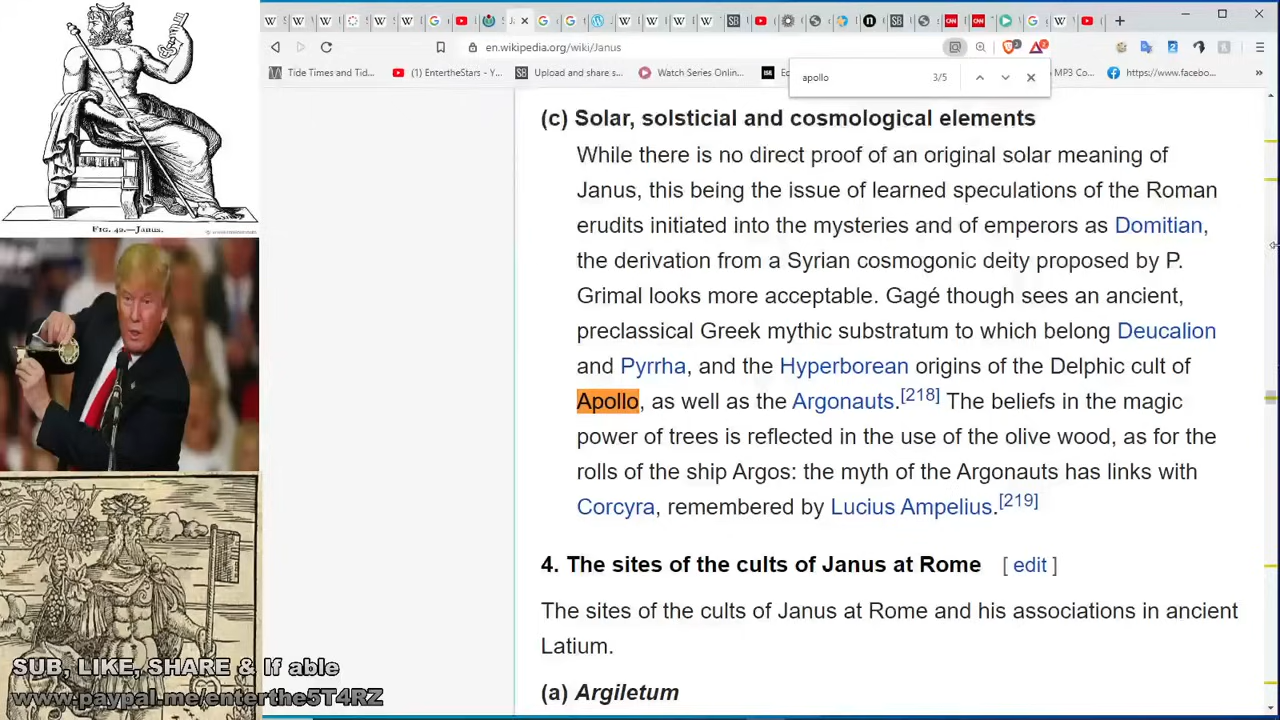 en.wikipedia.org/wiki/Janus
Tide Times and Tid...
EntertheStars - Y...
Upload and share s...
Watch Series Onlin...
MP3 Co...
https://www.facebo...
apollo
3/5
(c) Solar, solsticial and cosmological elements
While there is no direct proof of an original solar meaning of
Janus, this being the issue of learned speculations of the Roman
erudits initiated into the mysteries and of emperors as Domitian,
the derivation from a Syrian cosmogonic deity proposed by P.
Grimal looks more acceptable. Gagé though sees an ancient,
preclassical Greek mythic substratum to which belong Deucalion
and Pyrrha, and the Hyperborean origins of the Delphic cult of
Apollo, as well as the Argonauts.[218] The beliefs in the magic
power of trees is reflected in the use of the olive wood, as for the
rolls of the ship Argos: the myth of the Argonauts has links with
Corcyra, remembered by Lucius Ampelius.[219]
4. The sites of the cults of Janus at Rome [ edit ]
The sites of the cults of Janus at Rome and his associations in ancient
Latium.
(a) Argiletum
FIG. 49.—Janus.
SUB, LIKE, SHARE & If able
www.paypal.me/enterthe5T4RZ